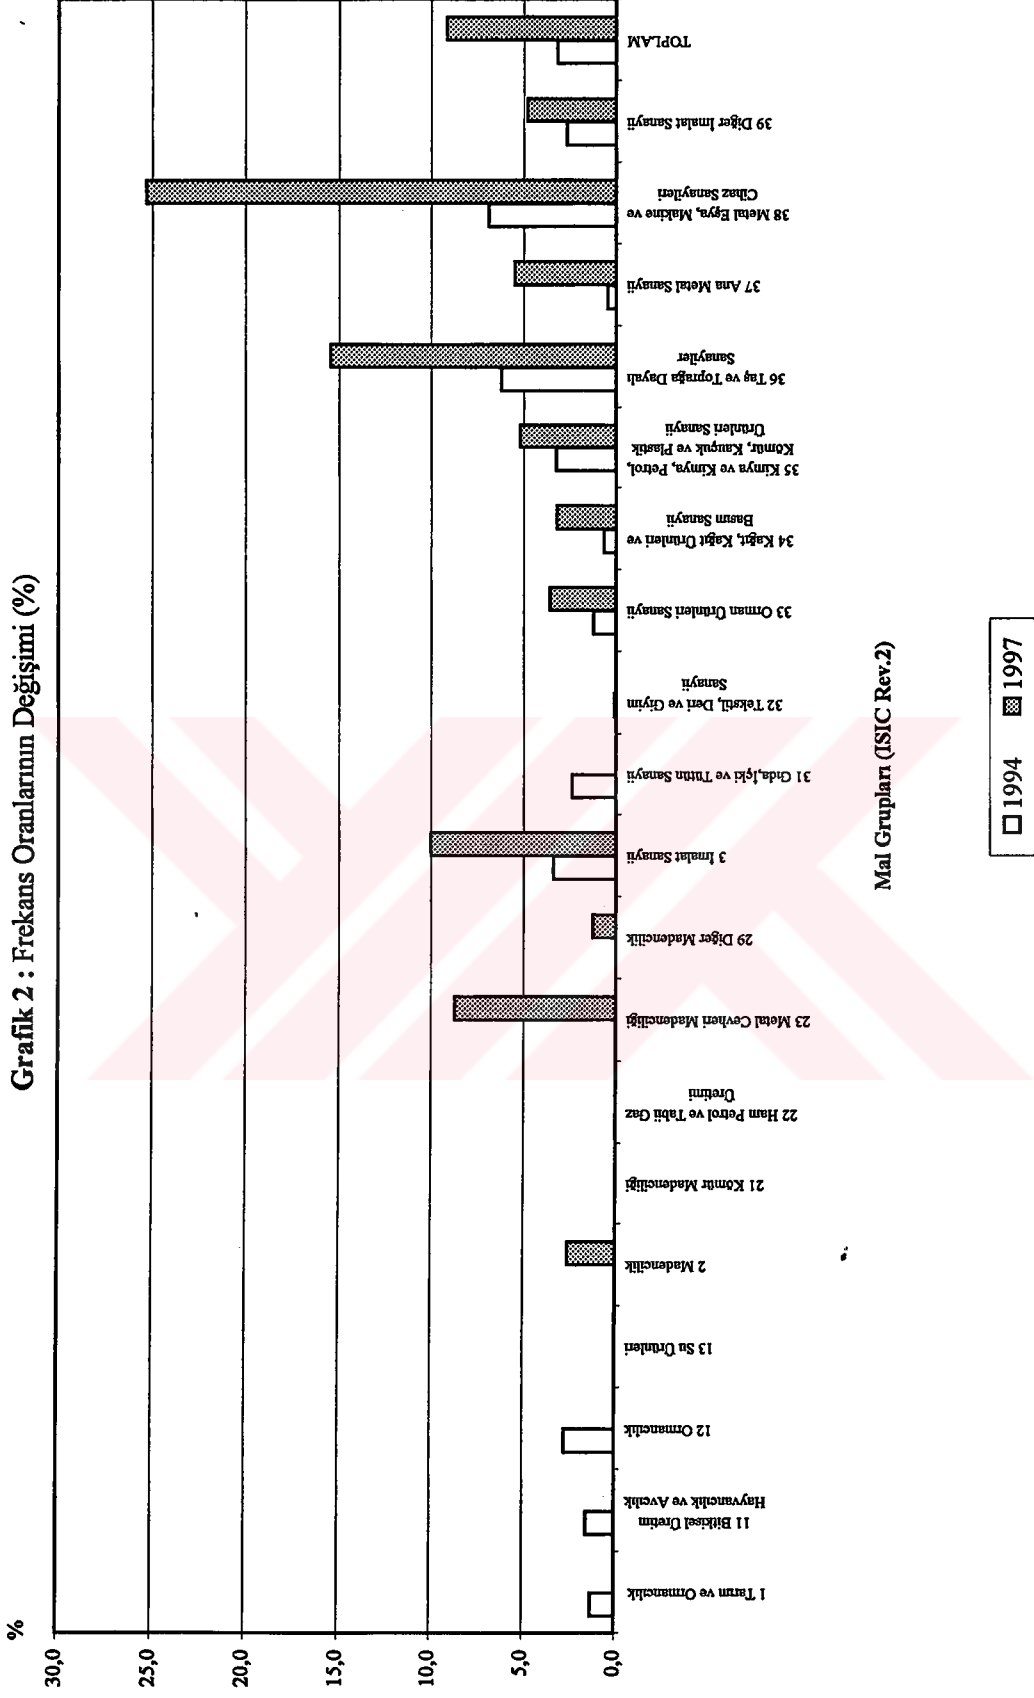 Grafik 2 : Frekans Oranlarının Değişimi (%)
%
30,0
25,0
20,0
15,0
10,0
5,0
0,0
1 Tarım ve Ormancılık
11 Bitkisel Üretim
Hayvancılık ve Avcılık
12 Ormancılık
13 Su Ürünleri
2 Madencilik
21 Kömür Madenciliği
22 Ham Petrol ve Tabii Gaz
Üretimi
23 Metal Cevheri Madenciliği
29 Diğer Madencilik
3 İmalat Sanayii
31 Gıda,İçki ve Tütün Sanayii
32 Tekstil, Deri ve Giyim
Sanayii
33 Orman Ürünleri Sanayii
34 Kağıt, Kağıt Ürünleri ve
Basım Sanayii
35 Kimya ve Kimya, Petrol,
Kömür, Kauçuk ve Plastik
Ürünleri Sanayii
36 Taş ve Toprağa Dayalı
Sanayiler
37 Ana Metal Sanayii
38 Metal Eşya, Makine ve
Cihaz Sanayileri
39 Diğer İmalat Sanayii
TOPLAM
Mal Grupları (ISIC Rev.2)
1994
1997